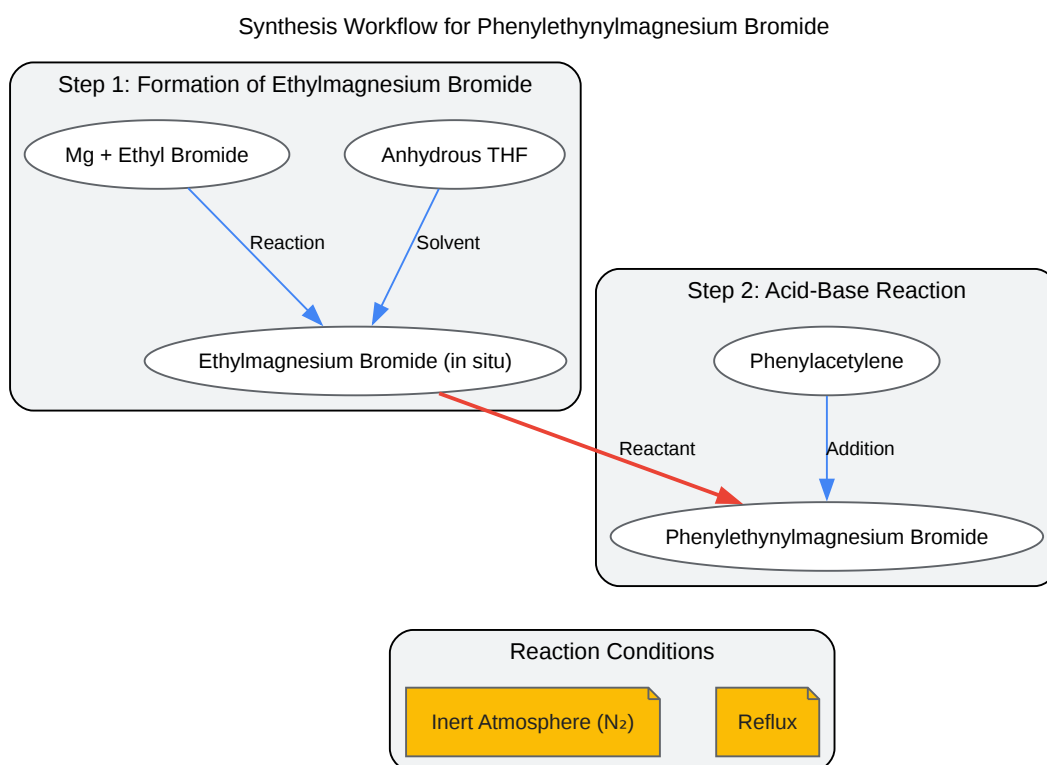 Synthesis Workflow for Phenylethynylmagnesium Bromide
Step 1: Formation of Ethylmagnesium Bromide
Mg + Ethyl Bromide
Anhydrous THF
Reaction
Solvent
Ethylmagnesium Bromide (in situ)
Step 2: Acid-Base Reaction
Phenylacetylene
Reactant
Addition
Phenylethynylmagnesium Bromide
Reaction Conditions
Inert Atmosphere (N₂)
Reflux